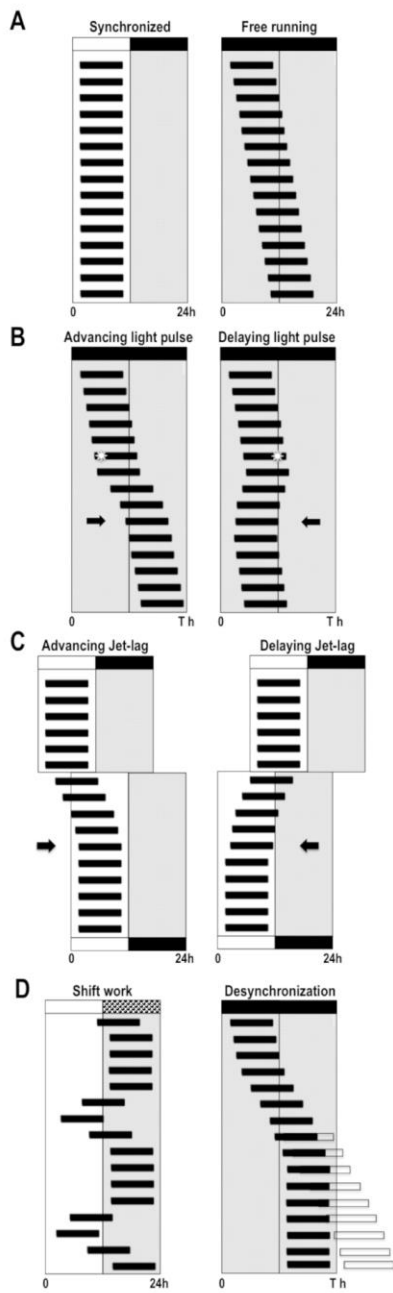 A
Synchronized
Free running
0
24h
0
24h
B
Advancing light pulse
Delaying light pulse
0
T h
0
T h
C
Advancing Jet-lag
Delaying Jet-lag
0
24h
0
24h
D
Shift work
Desynchronization
0
24h
0
T h